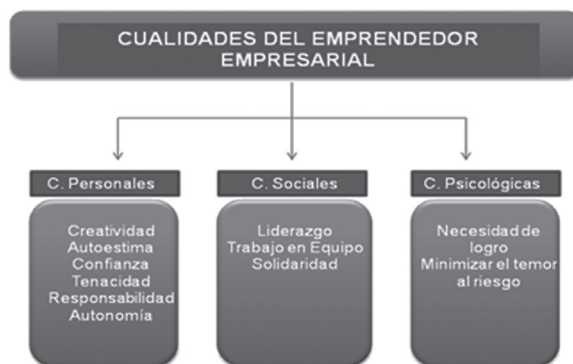 CUALIDADES DEL EMPRENDEDOR
EMPRESARIAL
C. Personales
Creatividad
Autoestima
Confianza
Tenacidad
Responsabilidad
Autonomía
C. Sociales
Liderazgo
Trabajo en Equipo
Solidaridad
C. Psicológicas
Necesidad de
logro
Minimizar el temor
al riesgo